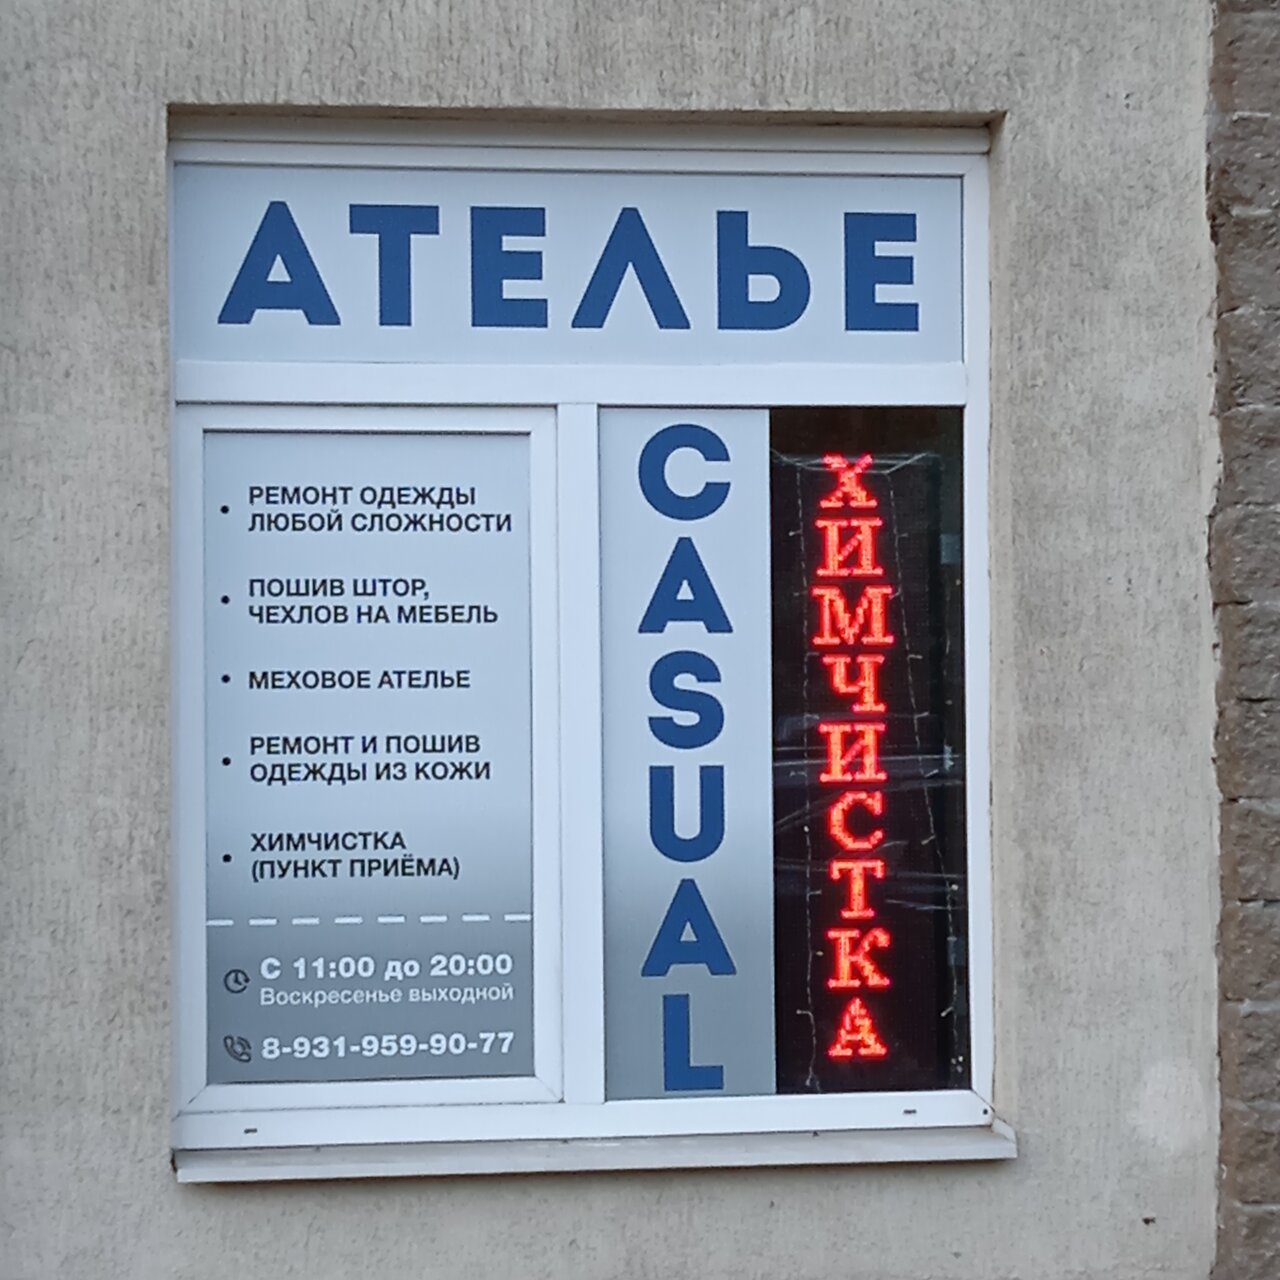 АТЕЛЬЕ
РЕМОНТ ОДЕЖДЫ
ЛЮБОЙ СЛОЖНОСТИ
ПОШИВ ШТОР,
ЧЕХЛОВ НА МЕБЕЛЬ
МЕХОВОЕ АТЕЛЬЕ
РЕМОНТ И ПОШИВ
ОДЕЖДЫ ИЗ КОЖИ
ХИМЧИСТКА
(ПУНКТ ПРИЁМА)
С 11:00 до 20:00
Воскресенье выходной
8-931-959-90-77
CASUAL
ХИМЧИСТКА